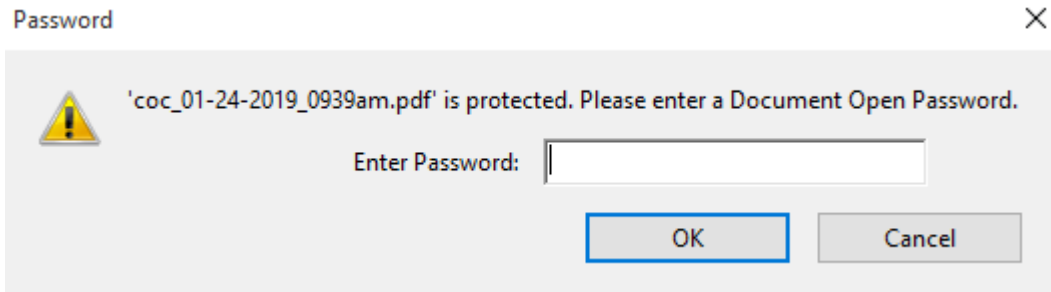 Password
'coc_01-24-2019_0939am.pdf' is protected. Please enter a Document Open Password.
Enter Password:
OK Cancel